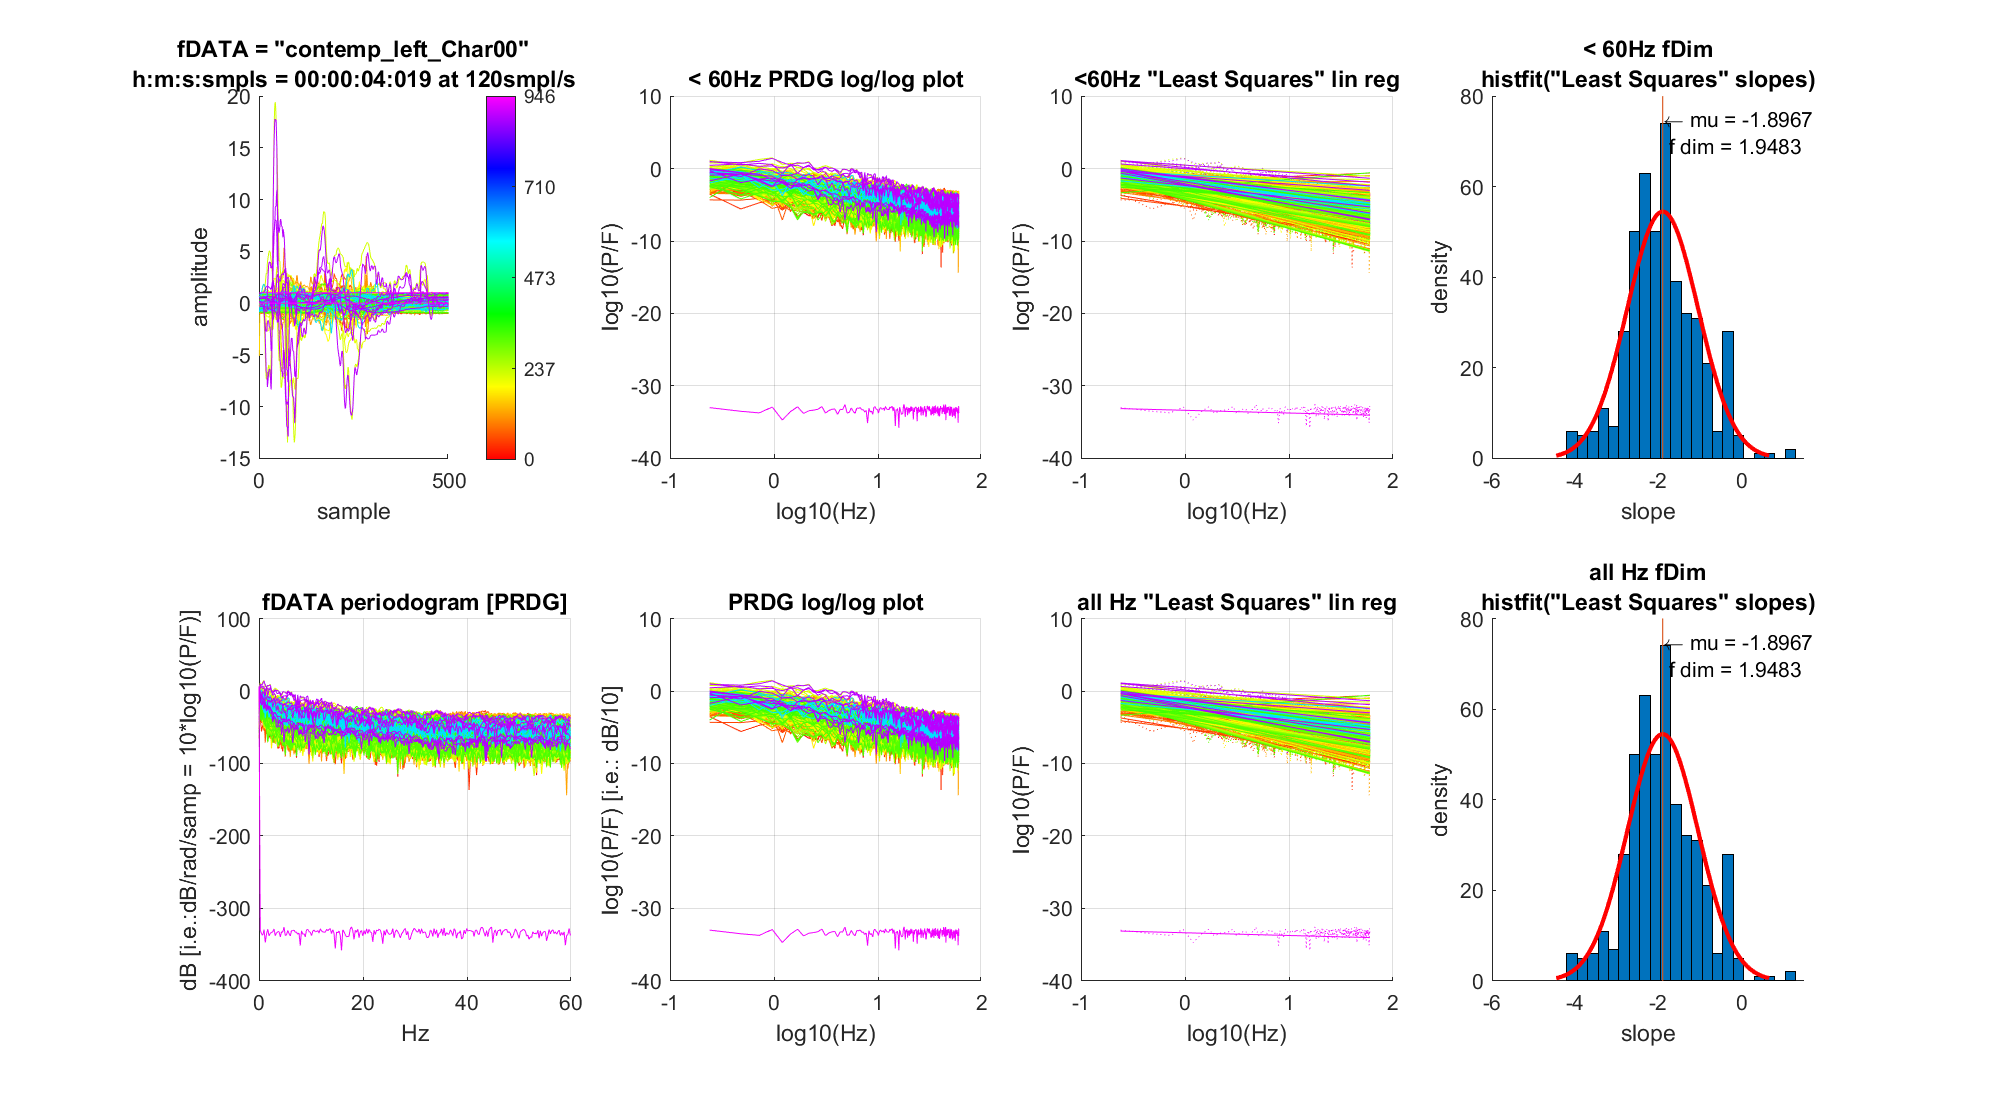 fDATA = "contemp_left_Char00"
h:m:s:smpls = 00:00:04:019 at 120smpl/s
20
15
10
5
0
-5
-10
-15
0
500
amplitude
sample
946
710
473
237
0
< 60Hz PRDG log/log plot
10
0
-10
-20
-30
-40
-1
0
1
2
log10(P/F)
log10(Hz)
<60Hz "Least Squares" lin reg
10
0
-10
-20
-30
-40
-1
0
1
2
log10(P/F)
log10(Hz)
< 60Hz fDim
histfit("Least Squares" slopes)
80
60
40
20
0
-6
-4
-2
0
density
slope
← mu = -1.8967
f dim = 1.9483
fDATA periodogram [PRDG]
100
0
-100
-200
-300
-400
0
20
40
60
dB [i.e.:dB/rad/samp = 10*log10(P/F)]
Hz
PRDG log/log plot
10
0
-10
-20
-30
-40
-1
0
1
2
log10(P/F) [i.e.: dB/10]
log10(Hz)
all Hz "Least Squares" lin reg
10
0
-10
-20
-30
-40
-1
0
1
2
log10(P/F)
log10(Hz)
all Hz fDim
histfit("Least Squares" slopes)
80
60
40
20
0
-6
-4
-2
0
density
slope
← mu = -1.8967
f dim = 1.9483